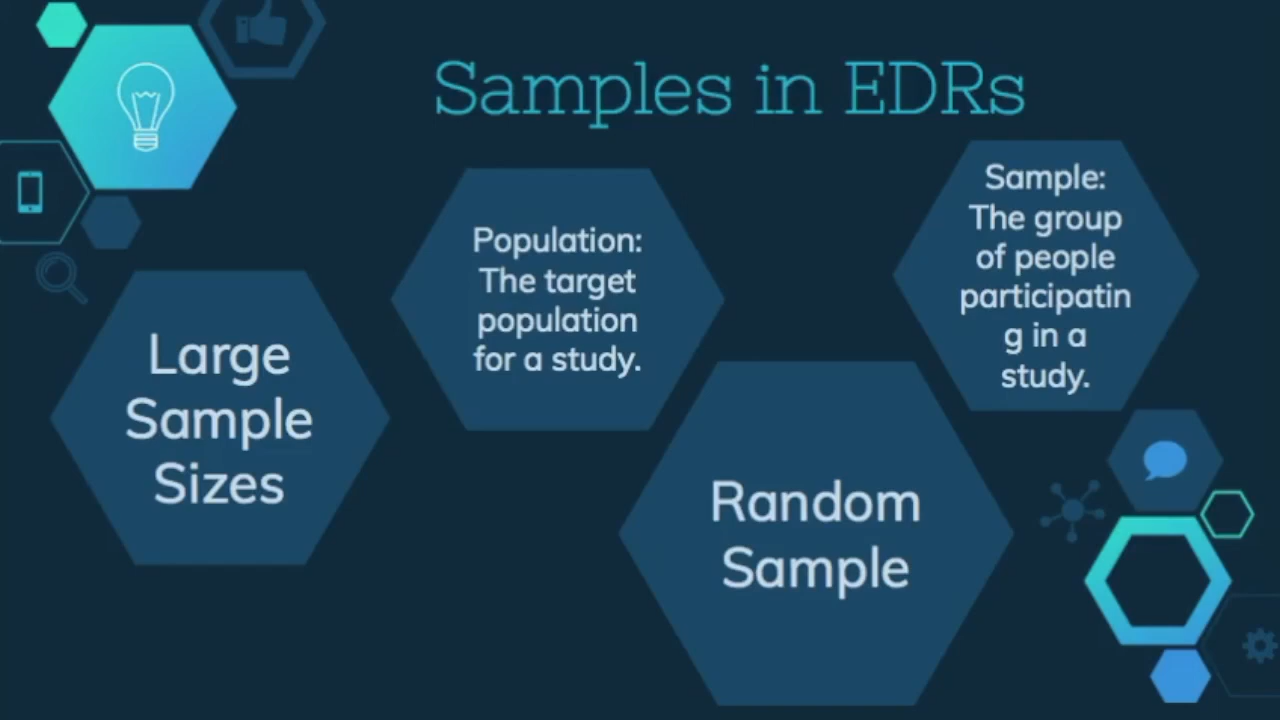 Samples in EDRs
Large
Sample
Sizes
Population:
The target
population
for a study.
Random
Sample
Sample:
The group
of people
participatin
g in a
study.